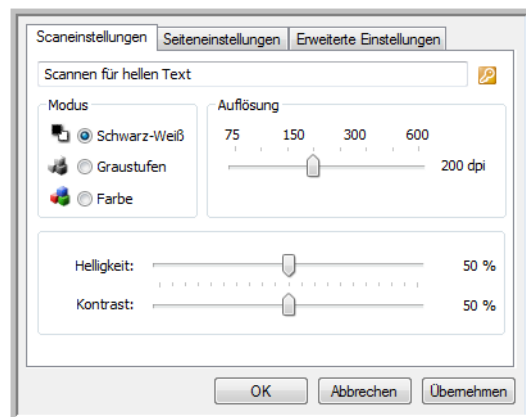 Scaneinstellungen Seiteneinstellungen Erweiterte Einstellungen
Scannen für hellen Text
Modus
Schwarz-Weiß
Graustufen
Farbe
Auflösung
75 150 300 600
200 dpi
Helligkeit: 50 %
Kontrast: 50 %
OK Abbrechen Übernehmen